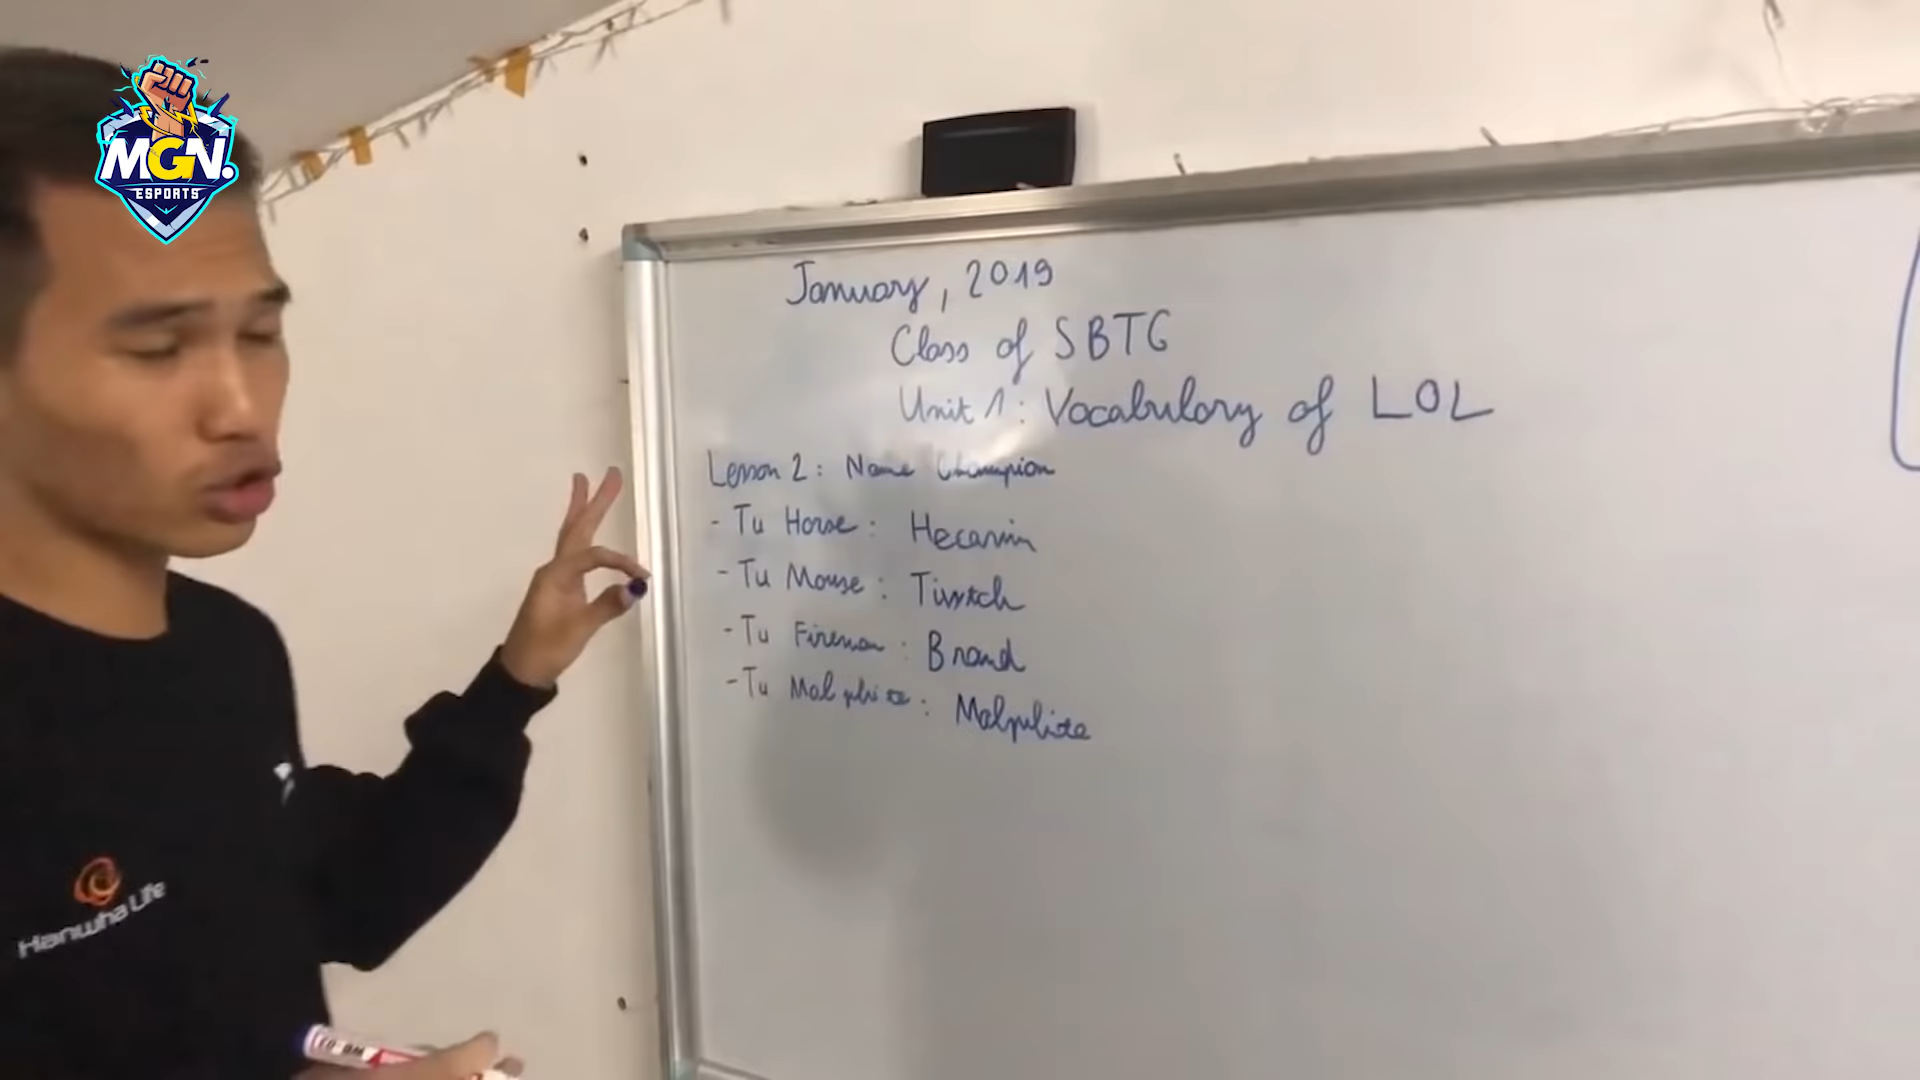 MGN.
ESPORTS
January, 2019
Class of SBTC
Unit 1: Vocabulary of LOL
Lesson 2: Name Champion
- Tu Horse: Hecarim
- Tu Mouse: Twitch
- Tu Fireman: Brand
- Tu Malphite: Malphite
Hanwha Life